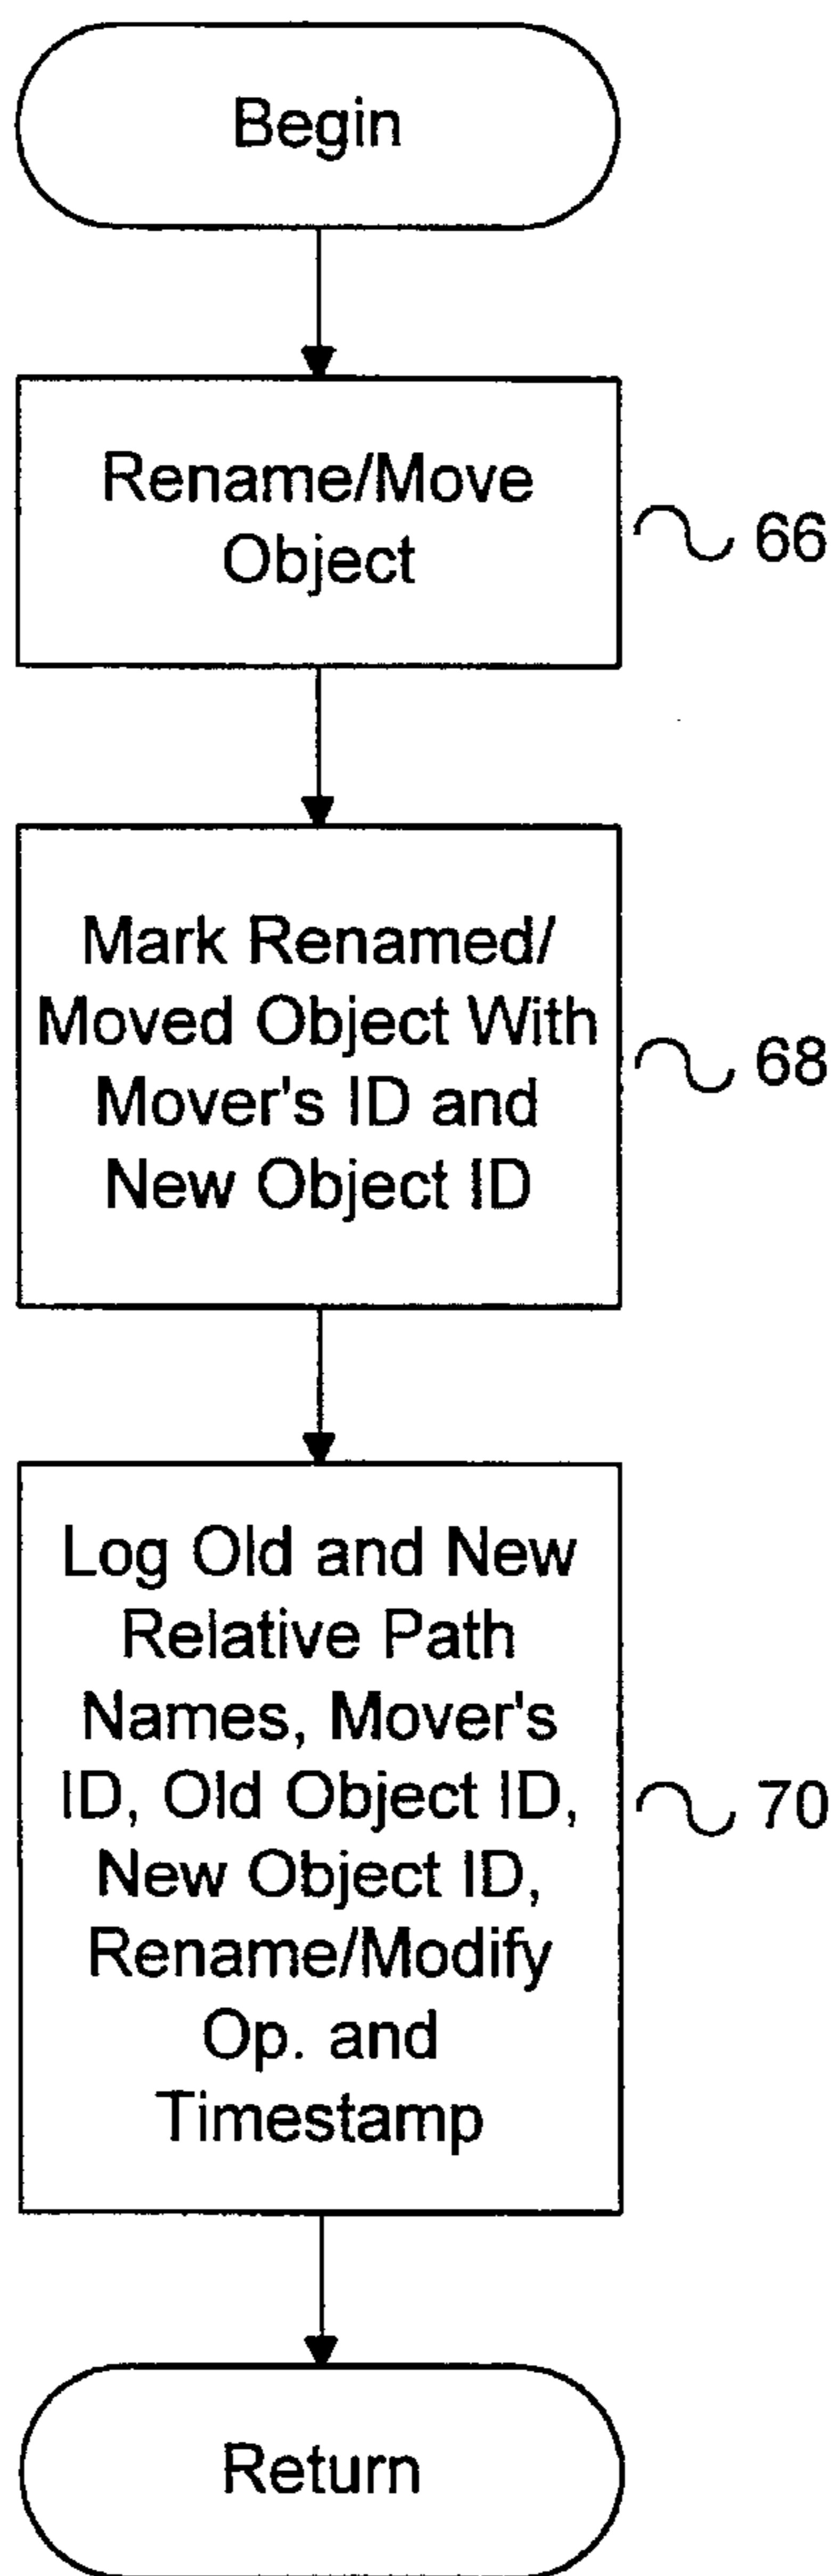 Begin
Rename/Move
Object
66
Mark Renamed/
Moved Object With
Mover's ID and
New Object ID
68
Log Old and New
Relative Path
Names, Mover's
ID, Old Object ID,
New Object ID,
Rename/Modify
Op. and
Timestamp
70
Return